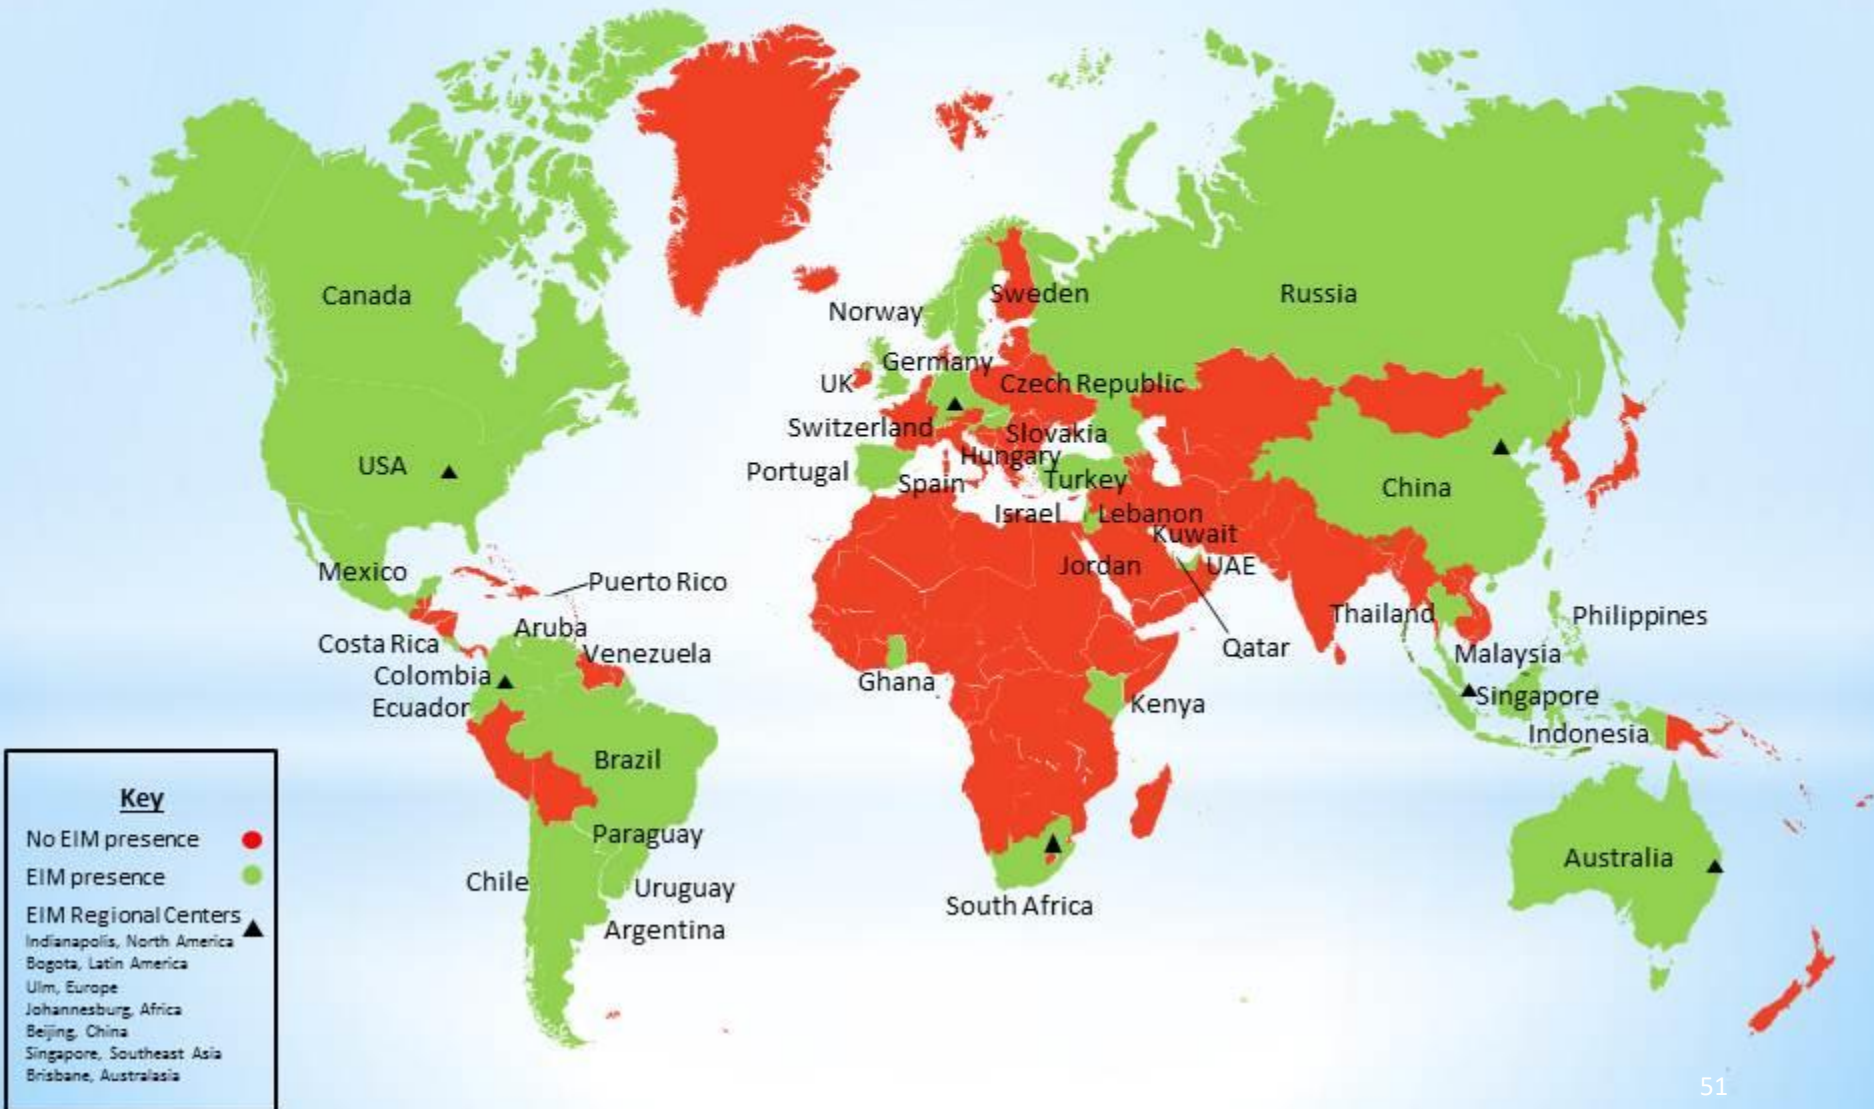 Canada
Norway
Sweden
Russia
Germany
UK
Czech Republic
Switzerland
Slovakia
Hungary
USA
Portugal
Spain
Turkey
China
Israel
Lebanon
Kuwait
Mexico
Jordan
UAE
Puerto Rico
Thailand
Philippines
Aruba
Costa Rica
Venezuela
Qatar
Malaysia
Colombia
Ghana
Singapore
Ecuador
Kenya
Indonesia
Brazil
Paraguay
Australia
Chile
Uruguay
South Africa
Argentina
Key
No EIM presence
EIM presence
EIM Regional Centers
Indianapolis, North America
Bogota, Latin America
Ulm, Europe
Johannesburg, Africa
Beijing, China
Singapore, Southeast Asia
Brisbane, Australasia
51